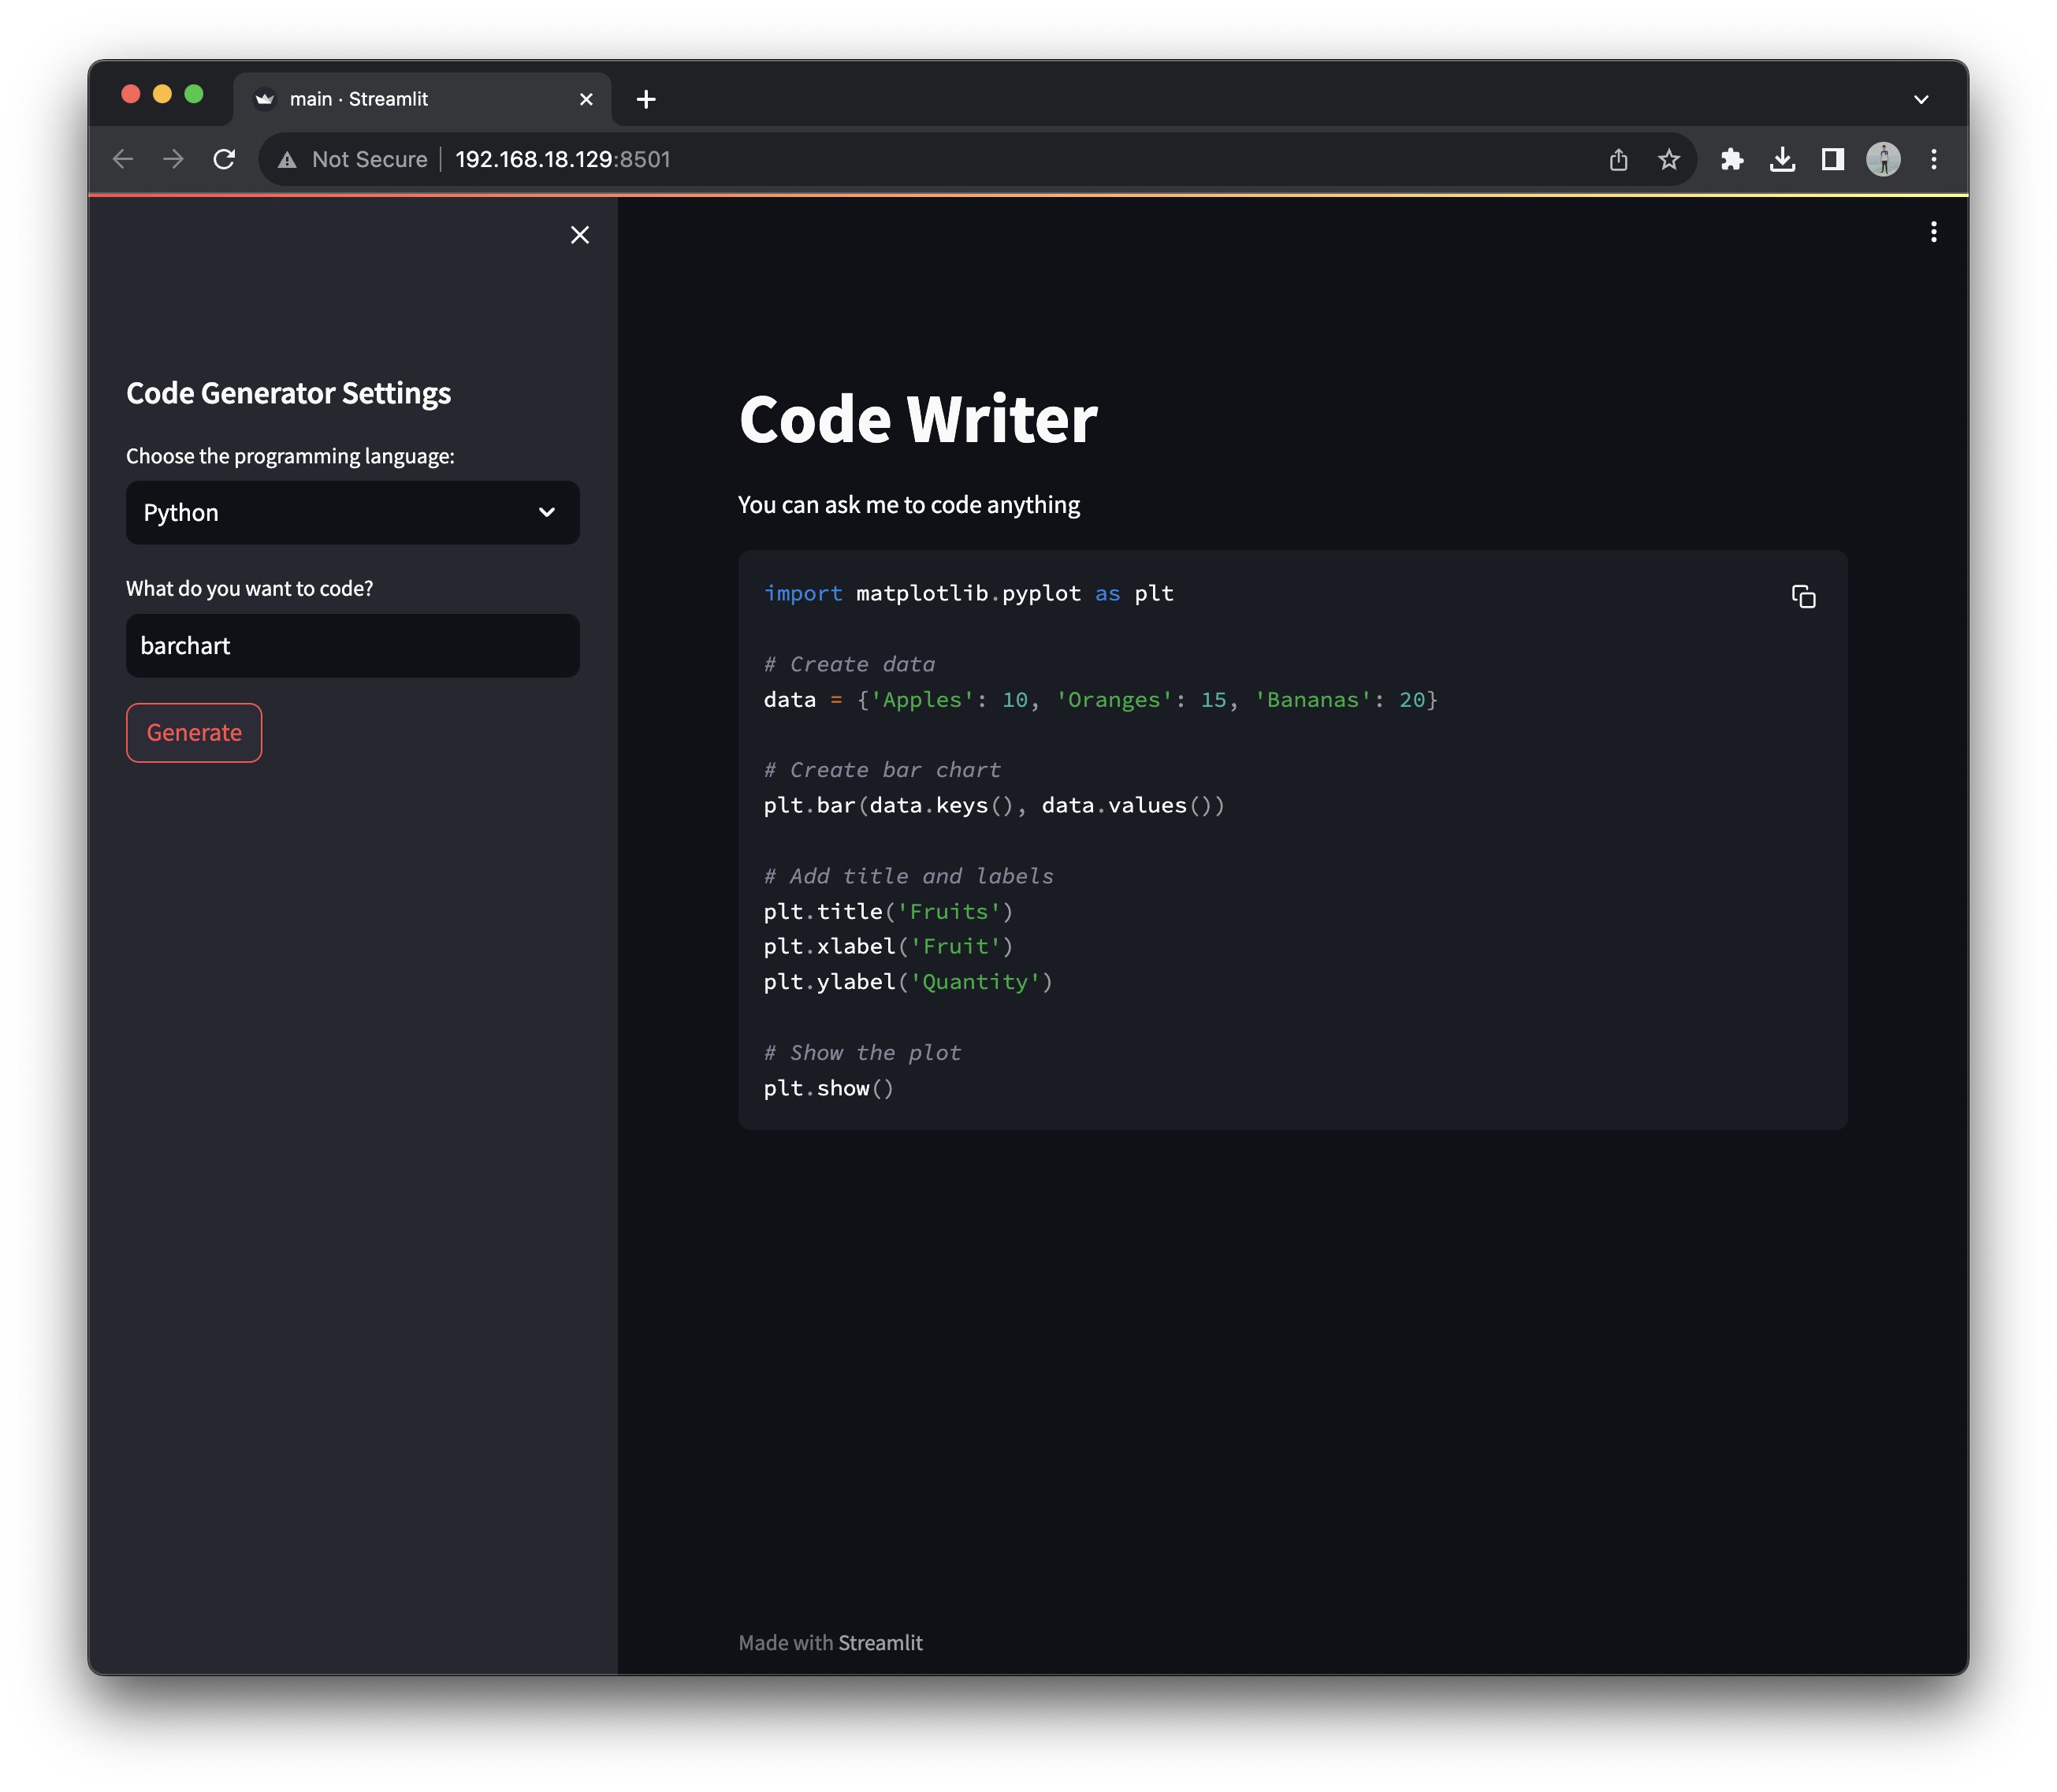 main · Streamlit
Not Secure 192.168.18.129:8501
Code Generator Settings
Choose the programming language:
Python
What do you want to code?
barchart
Generate
Code Writer
You can ask me to code anything
import matplotlib.pyplot as plt
# Create data
data = {'Apples': 10, 'Oranges': 15, 'Bananas': 20}
# Create bar chart
plt.bar(data.keys(), data.values())
# Add title and labels
plt.title('Fruits')
plt.xlabel('Fruit')
plt.ylabel('Quantity')
# Show the plot
plt.show()
Made with Streamlit